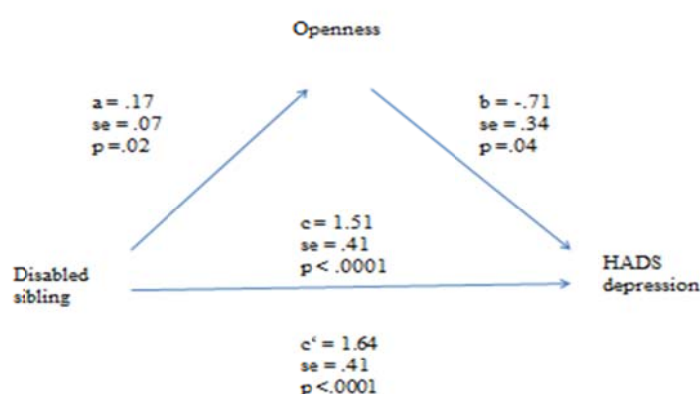 Openness
a = .17
se = .07
p =.02
b = -.71
se = .34
p =.04
c= 1.51
se = .41
p < .0001
Disabled
sibling
HADS
depression
c‘ = 1.64
se = .41
p <.0001